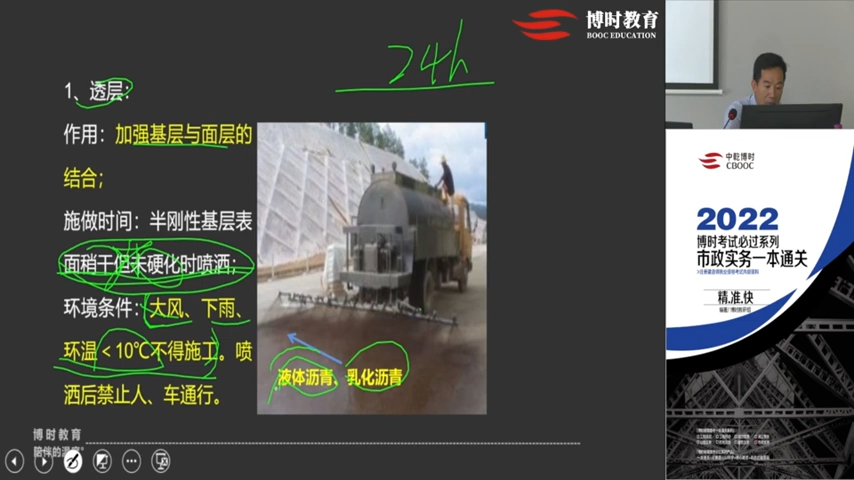 博时教育
BOOC EDUCATION
24h
1、透层：
作用：加强基层与面层的
结合；
施做时间：半刚性基层表
面稍干但未硬化时喷洒；
环境条件：大风、下雨、
环温＜10℃不得施工。喷
洒后禁止人、车通行。
液体沥青、乳化沥青
博时教育
中乾博时
CBOOC
2022
博时考试必过系列
市政实务一本通关
精.准.快